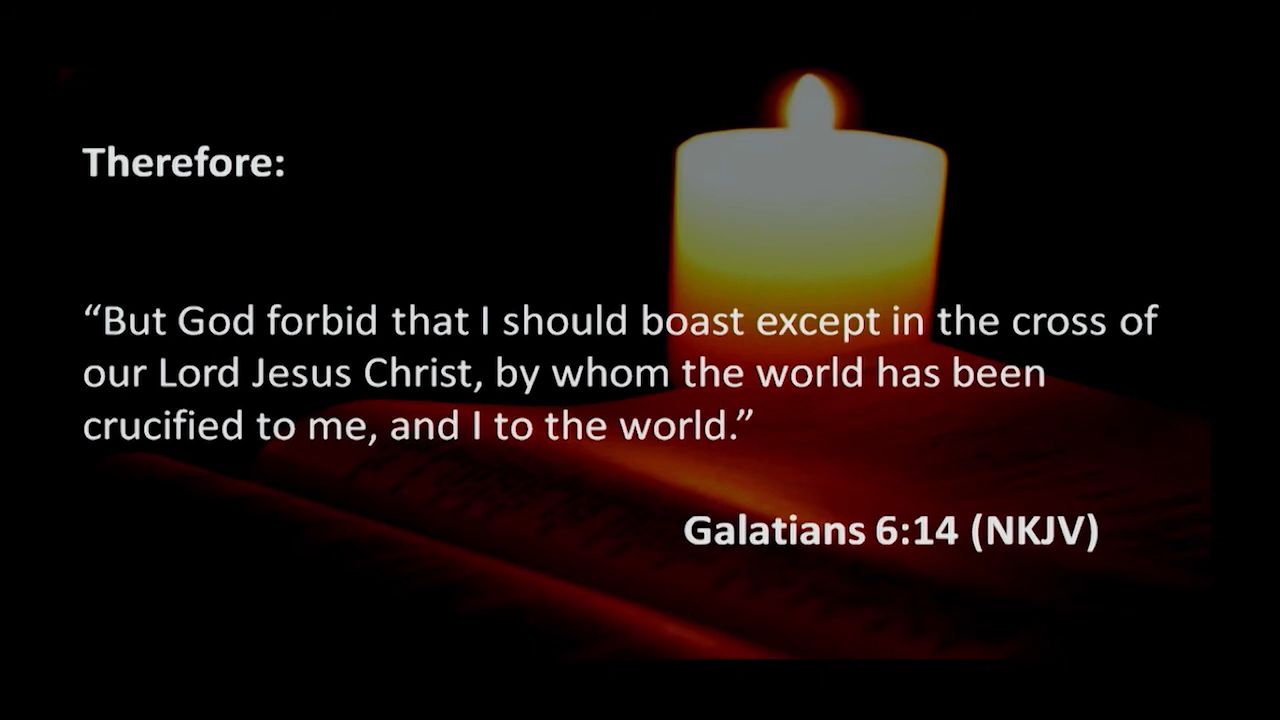 Therefore:
“But God forbid that I should boast except in the cross of
our Lord Jesus Christ, by whom the world has been
crucified to me, and I to the world.”
Galatians 6:14 (NKJV)